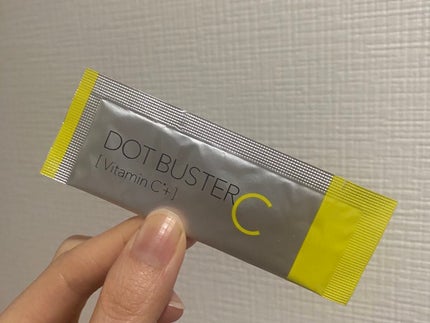 DOT BUSTER C
[Vitamin C*+]